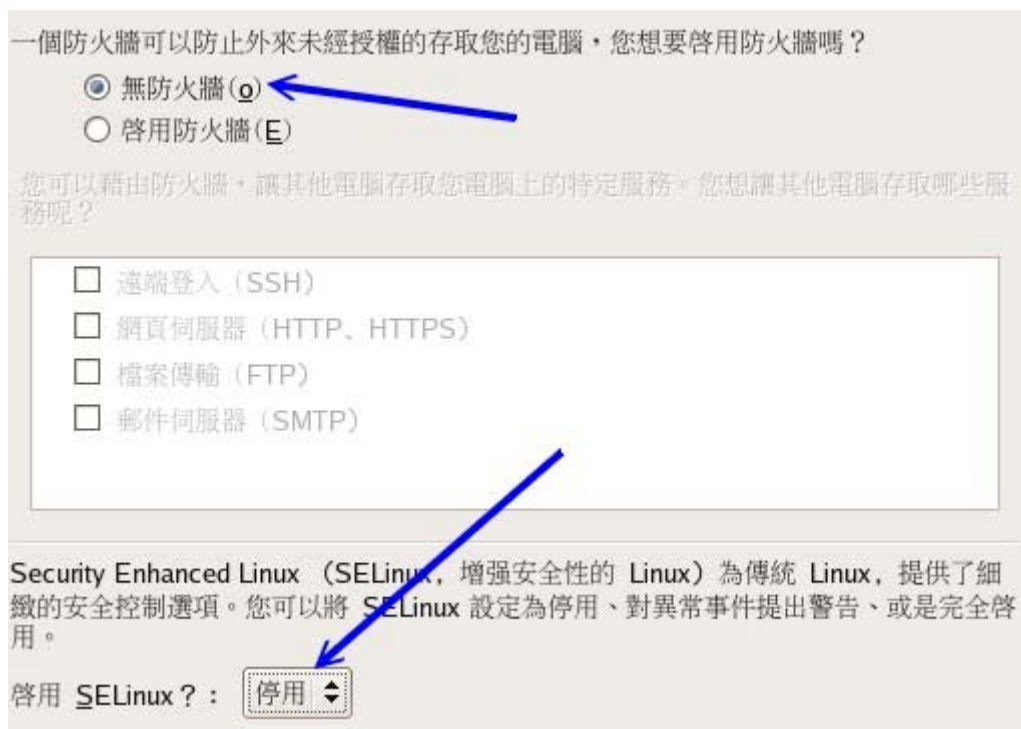 一個防火牆可以防止外來未經授權的存取您的電腦，您想要啓用防火牆嗎？
無防火牆(o)
啓用防火牆(E)
您可以藉由防火牆，讓其他電腦存取您電腦上的特定服務。您想讓其他電腦存取哪些服
務呢？
遠端登入（SSH）
網頁伺服器（HTTP、HTTPS）
檔案傳輸（FTP）
郵件伺服器（SMTP）
Security Enhanced Linux （SELinux, 增强安全性的 Linux）為傳統 Linux, 提供了細
緻的安全控制選項。您可以將 SELinux 設定為停用、對異常事件提出警告、或是完全啓
用。
啓用 SELinux？： 停用